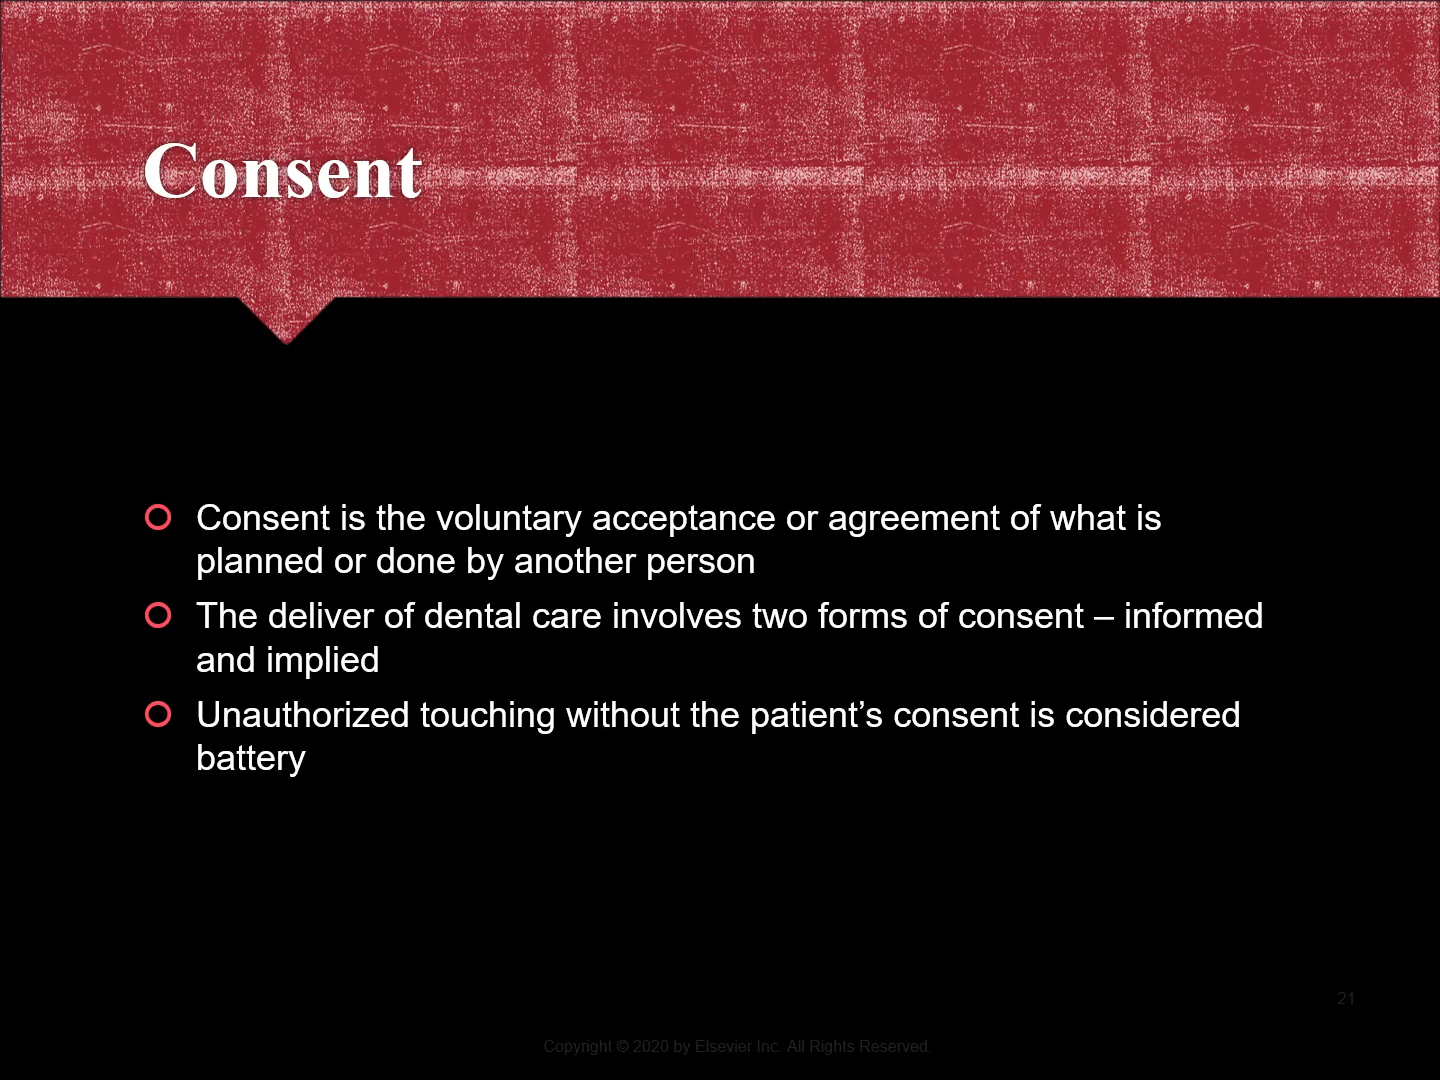 Consent
Consent is the voluntary acceptance or agreement of what is
planned or done by another person
The deliver of dental care involves two forms of consent – informed
and implied
Unauthorized touching without the patient’s consent is considered
battery
21
Copyright © 2020 by Elsevier Inc. All Rights Reserved.